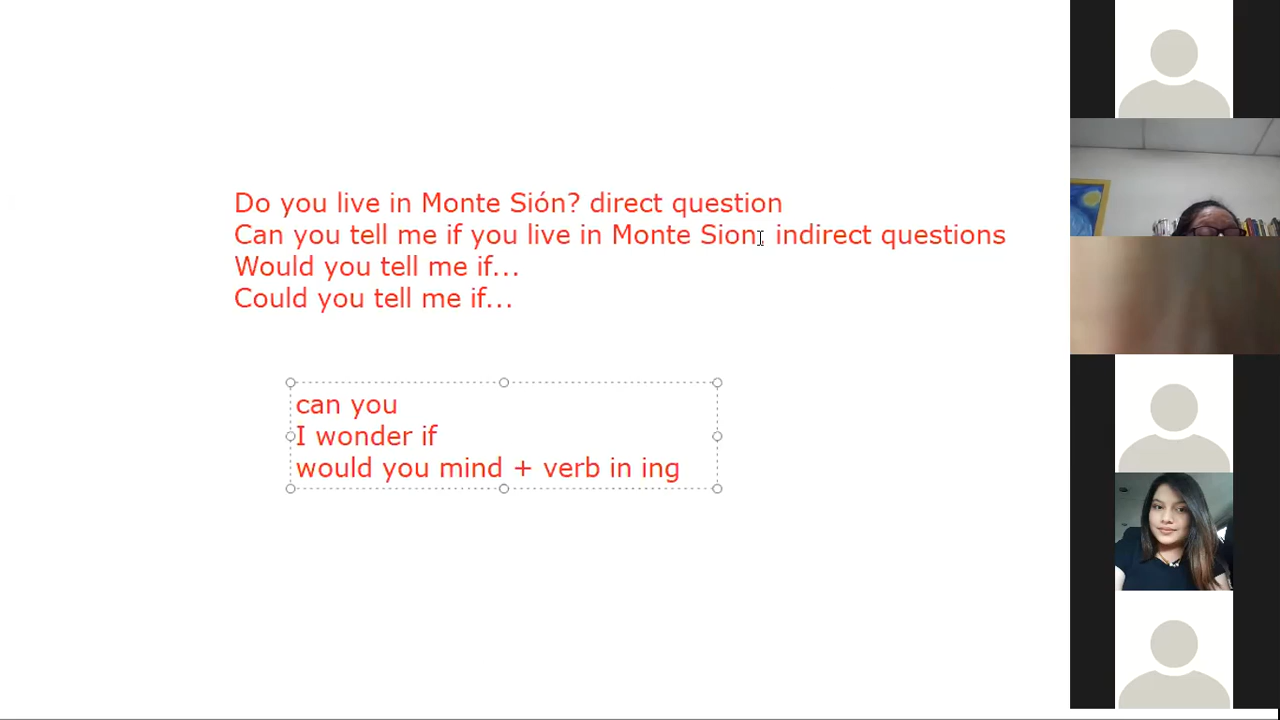 Do you live in Monte Sión? direct question
Can you tell me if you live in Monte Sion, indirect questions
Would you tell me if...
Could you tell me if...
can you
I wonder if
would you mind + verb in ing